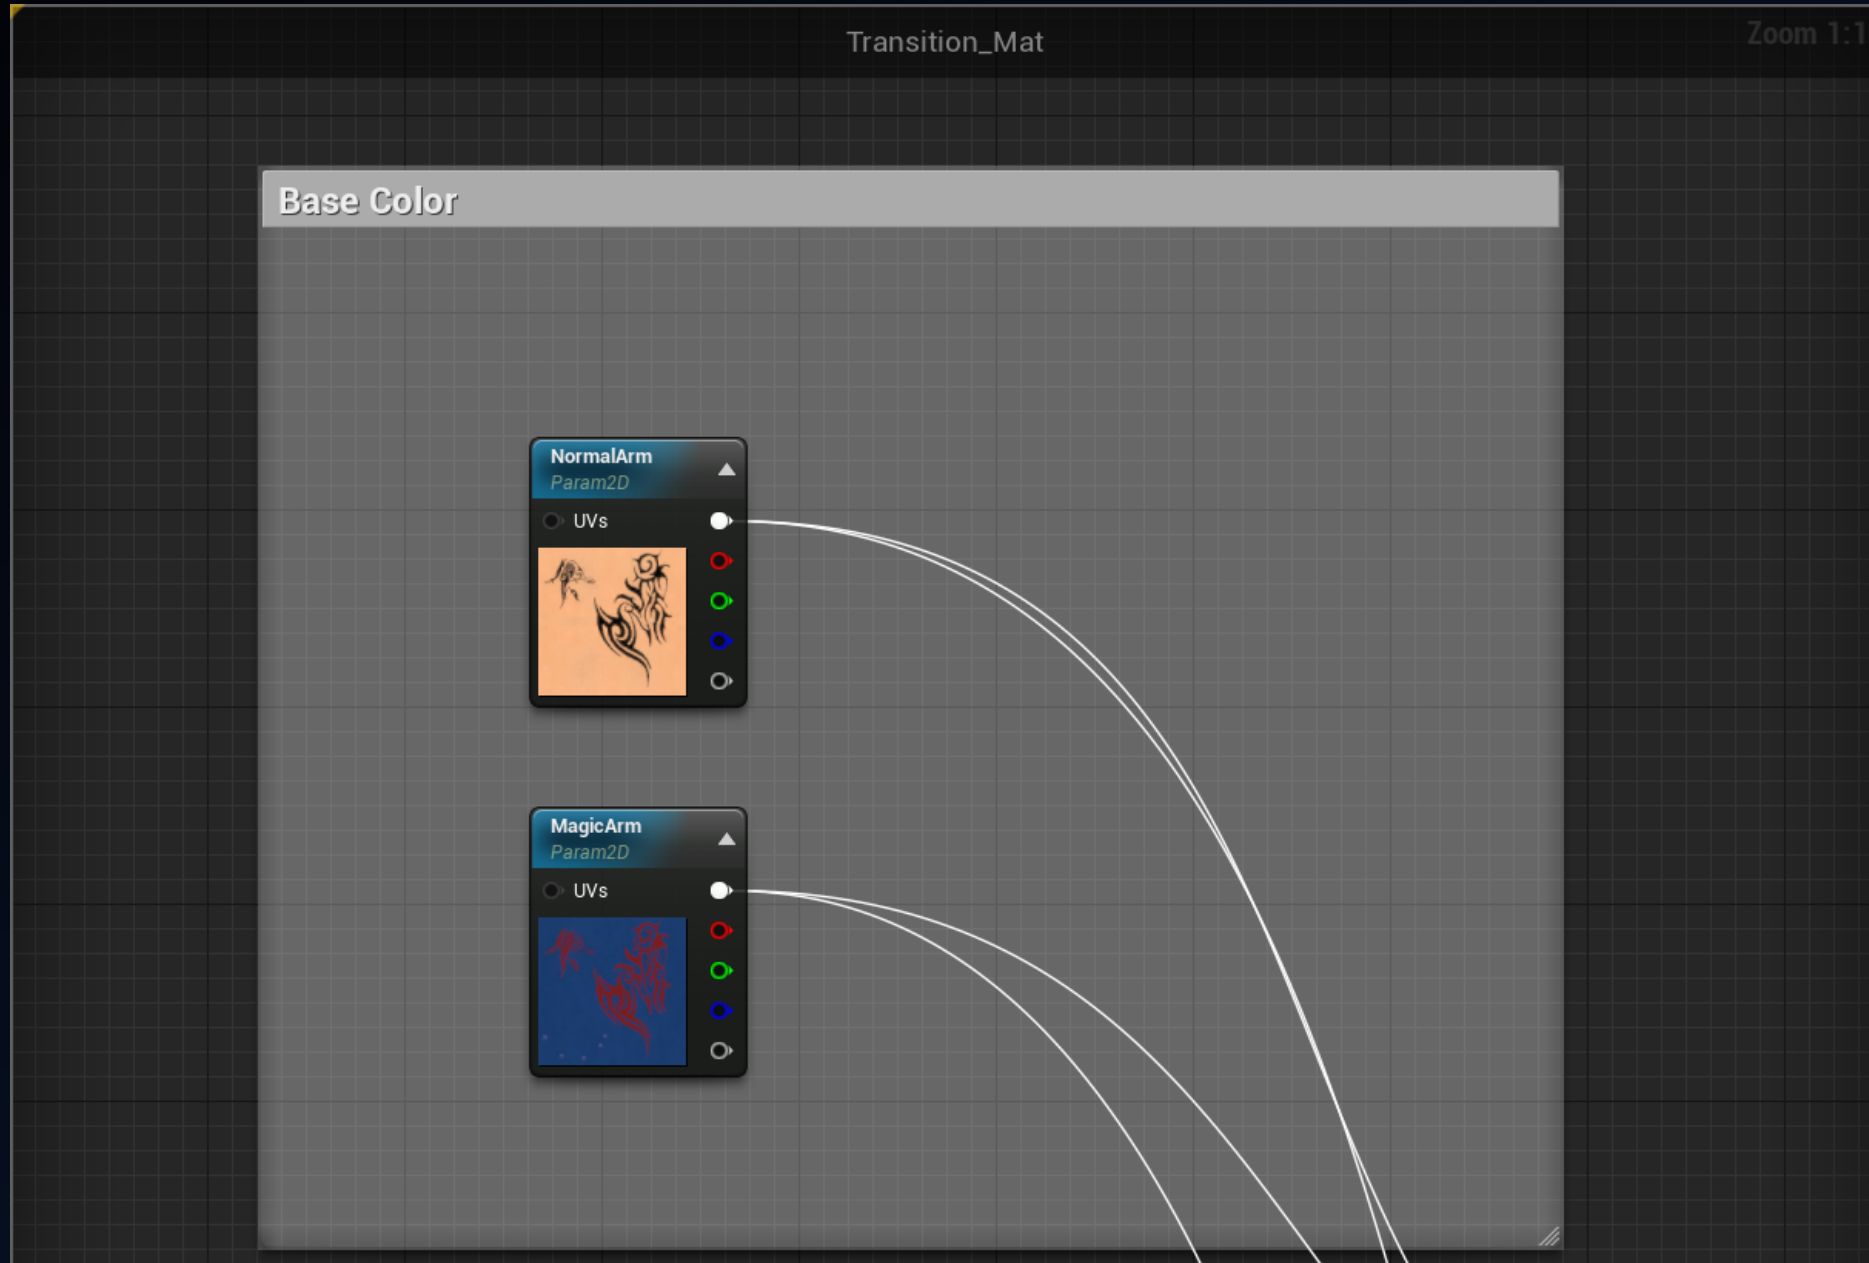 Transition_Mat
Zoom 1:1
Base Color
NormalArm
Param2D
UVs
MagicArm
Param2D
UVs